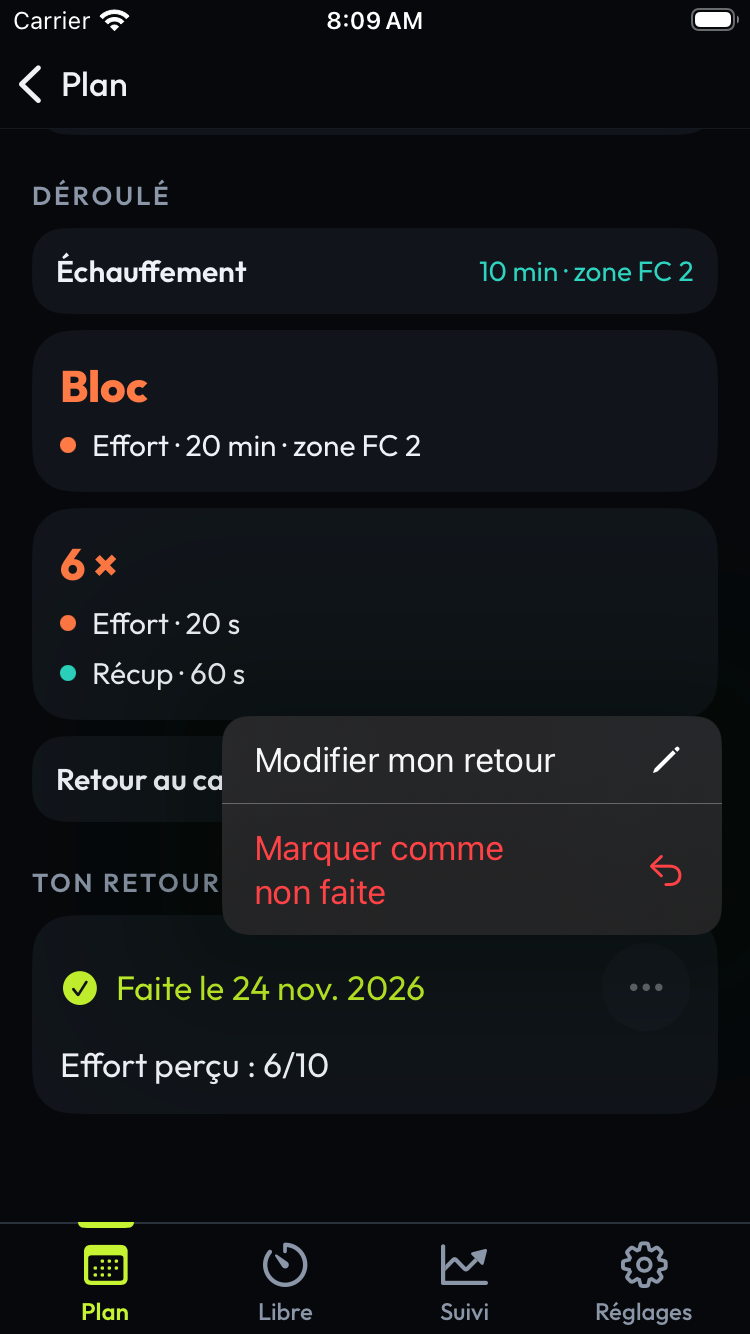 Carrier 8:09 AM
Plan
DÉROULÉ
Échauffement 10 min · zone FC 2
Bloc
Effort · 20 min · zone FC 2
6 ×
Effort · 20 s
Récup · 60 s
Modifier mon retour
Retour au ca
Marquer comme
non faite
TON RETOUR
Faite le 24 nov. 2026
Effort perçu : 6/10
Plan Libre Suivi Réglages